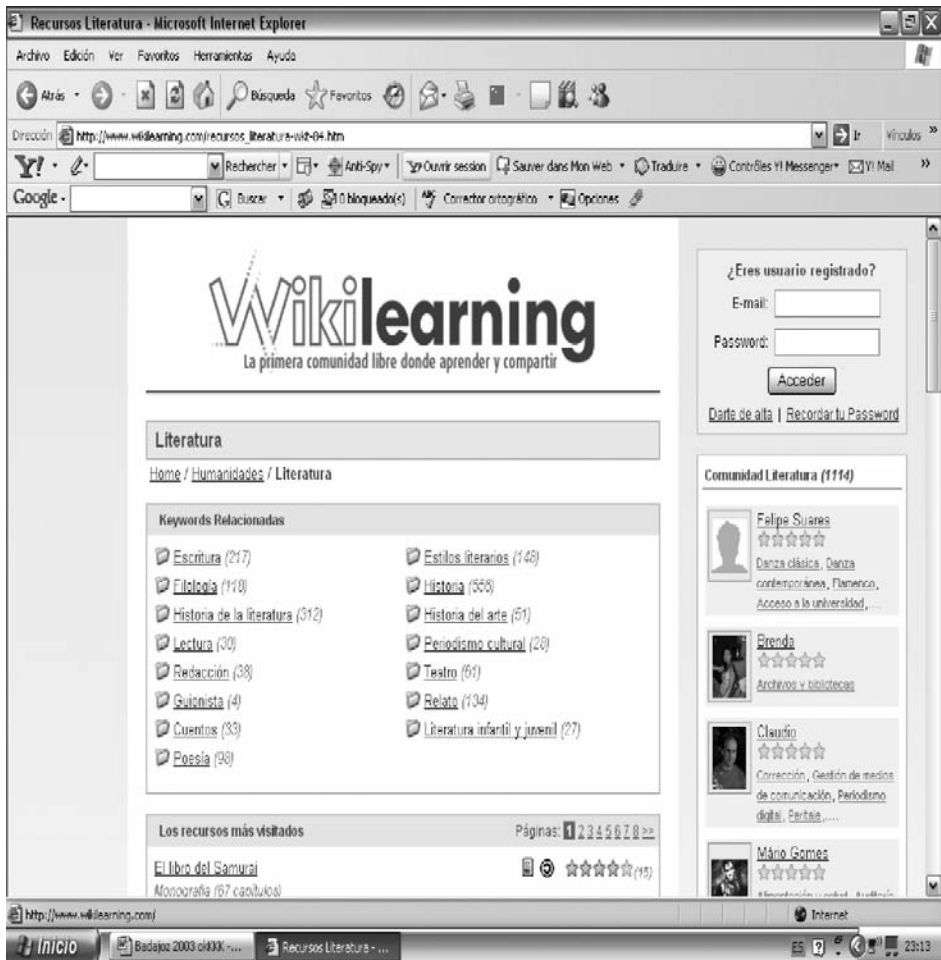 Recursos Literatura - Microsoft Internet Explorer
Archivo Edición Ver Favoritos Herramientas Ayuda
Atrás Búsqueda Favoritos
Dirección http://www.wikilearning.com/recursos_literatura-wkt-84.htm Ir Vínculos »
Y! Rechercher Anti-Spy Ouvrir session Sauver dans Mon Web Traduire Contrôles Y! Messenger Y! Mail »
Google Buscar 10 bloqueado(s) Corrector ortográfico Opciones
Wikilearning
La primera comunidad libre donde aprender y compartir
Literatura
Home / Humanidades / Literatura
Keywords Relacionadas
Escritura (217) Estilos literarios (148)
Filología (118) Historia (556)
Historia de la literatura (312) Historia del arte (51)
Lectura (30) Periodismo cultural (28)
Redacción (38) Teatro (61)
Guionista (4) Relato (134)
Cuentos (33) Literatura infantil y juvenil (27)
Poesía (98)
Los recursos más visitados Páginas: 1 2 3 4 5 6 7 8 >>
El libro del Samurai (15)
Monografía (67 capítulos)
¿Eres usuario registrado?
E-mail:
Password:
Acceder
Darte de alta | Recordar tu Password
Comunidad Literatura (1114)
Felipe Suares
Danza clásica, Danza
contemporánea, Flamenco,
Acceso a la universidad,....
Brenda
Archivos y bibliotecas
Claudio
Corrección, Gestión de medios
de comunicación, Periodismo
digital, Peritaje,....
Mário Gomes
http://www.wikilearning.com/ Internet
Inicio Badajoz 2003 okKKK -... Recursos Literatura - ... ES 23:13